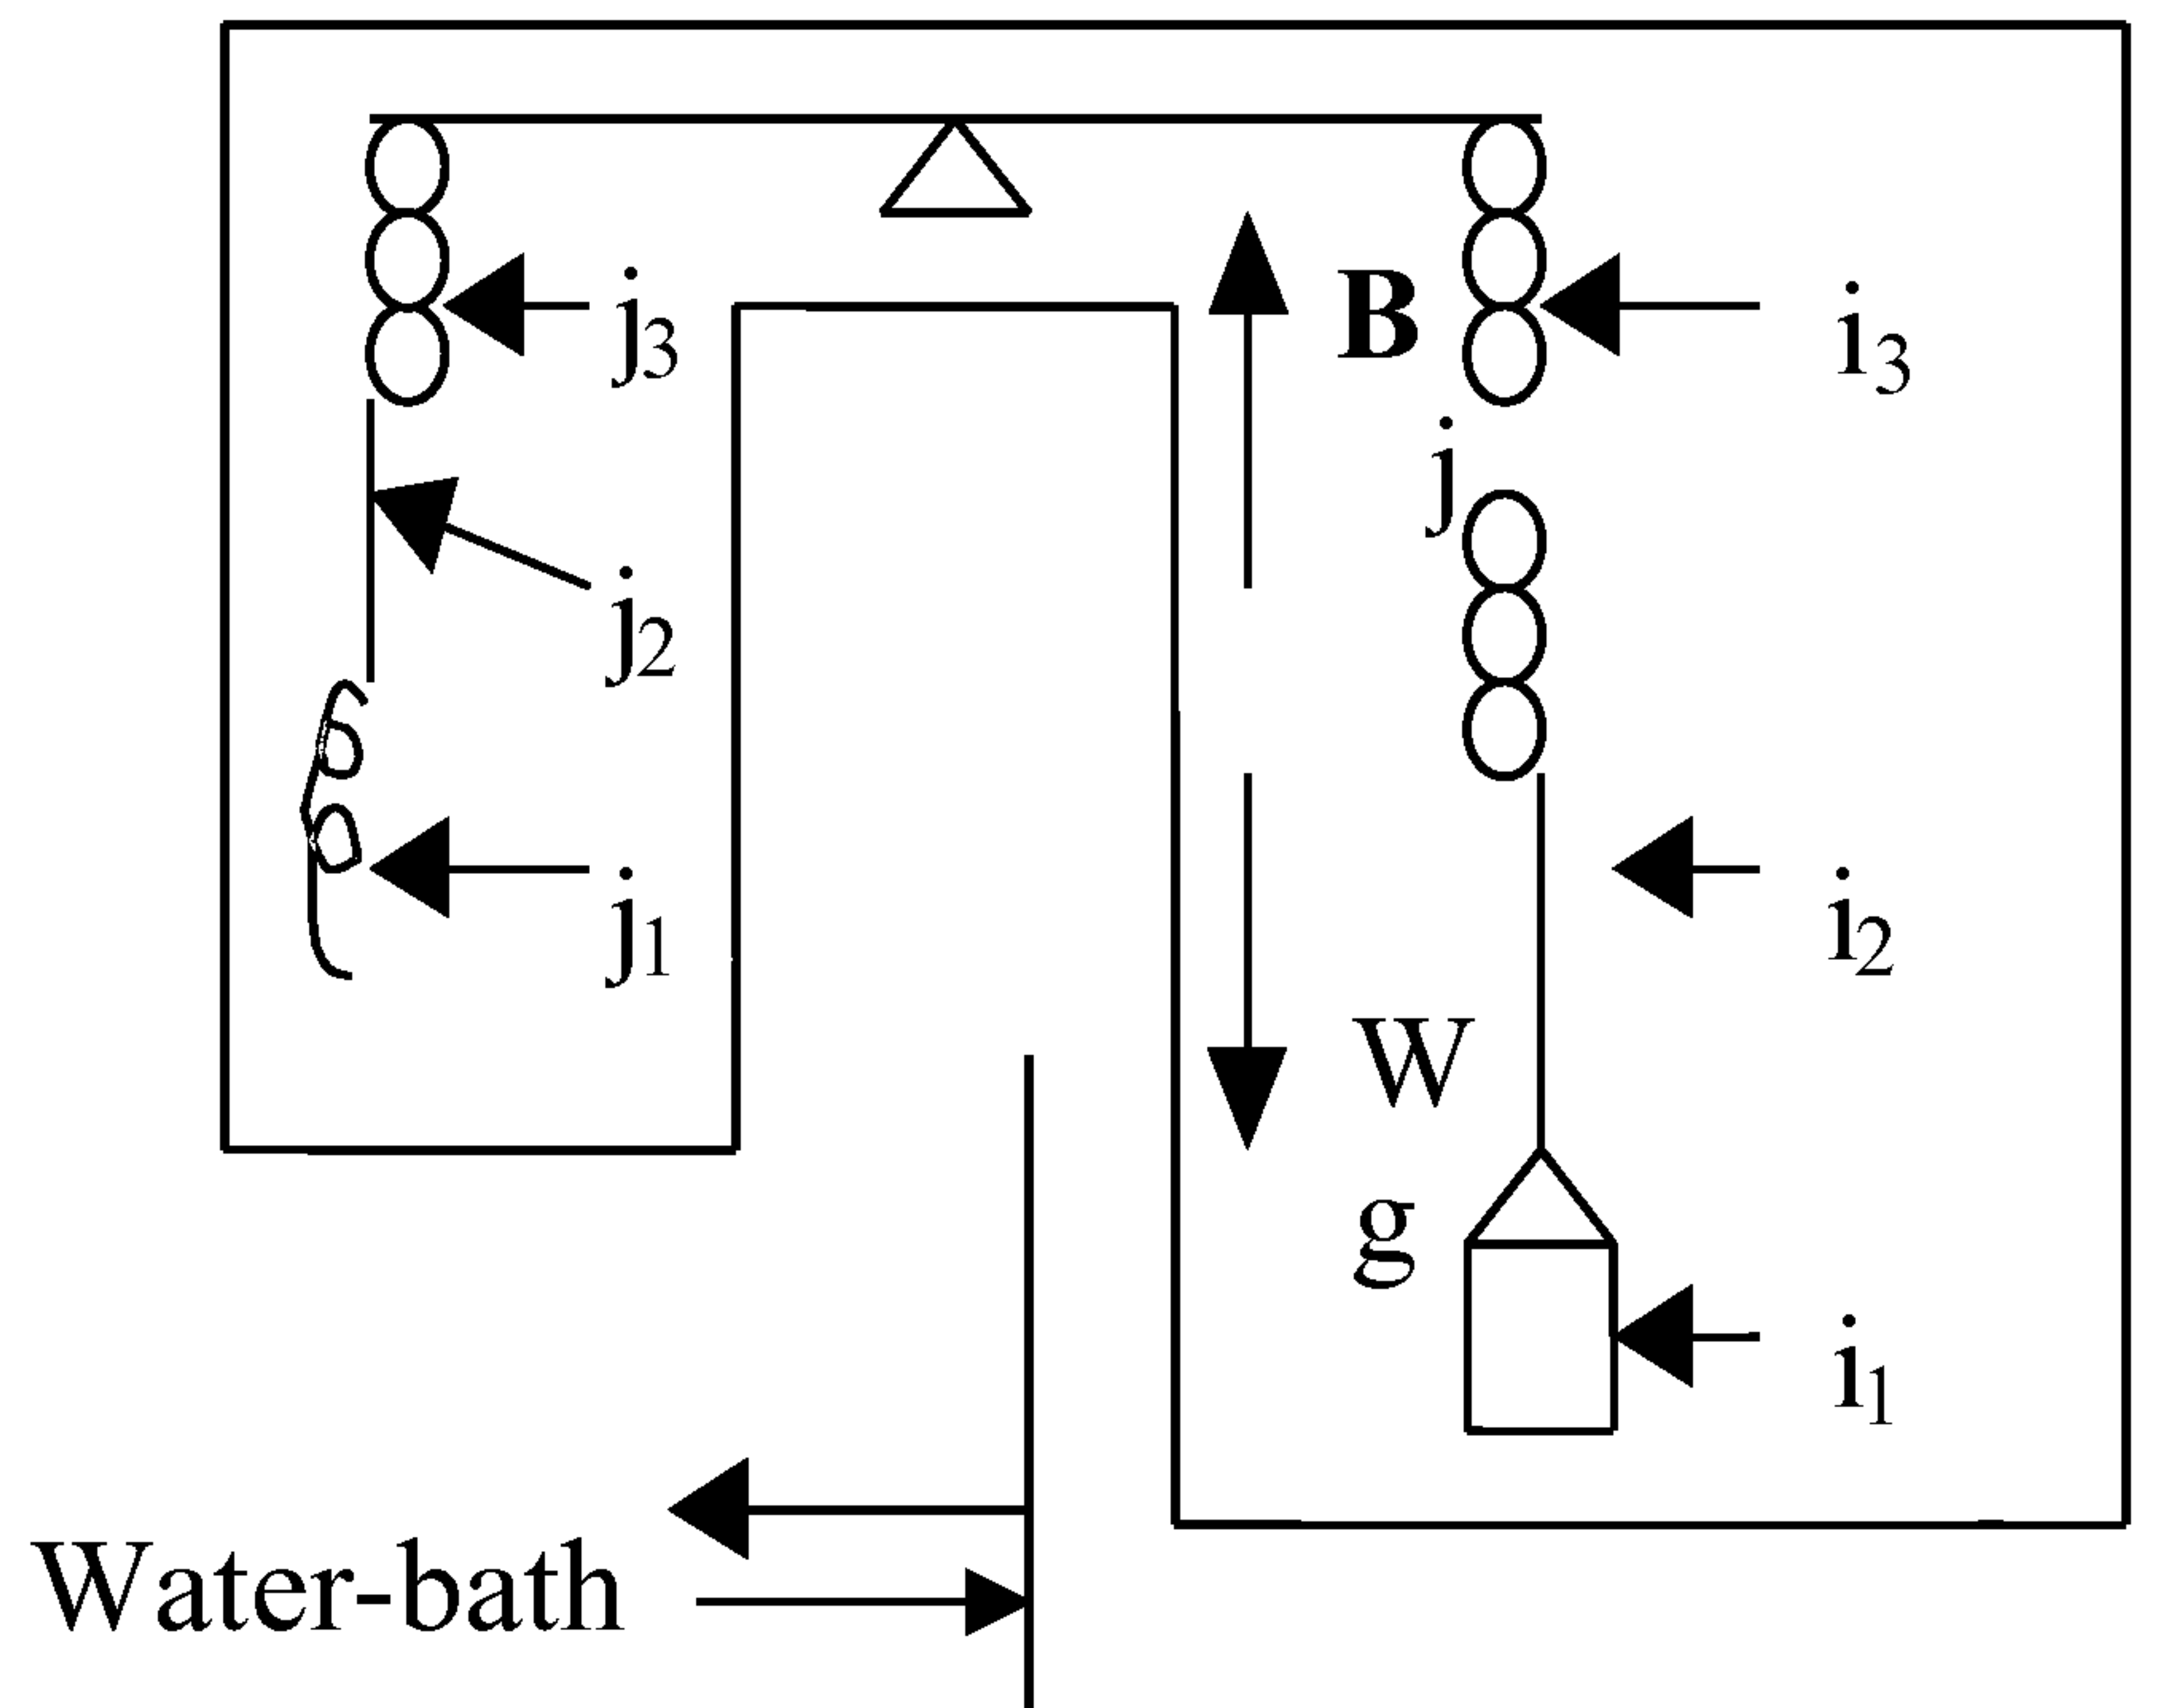 B
j₃
i₃
j
j₂
j₁
i₂
W
g
i₁
Water-bath